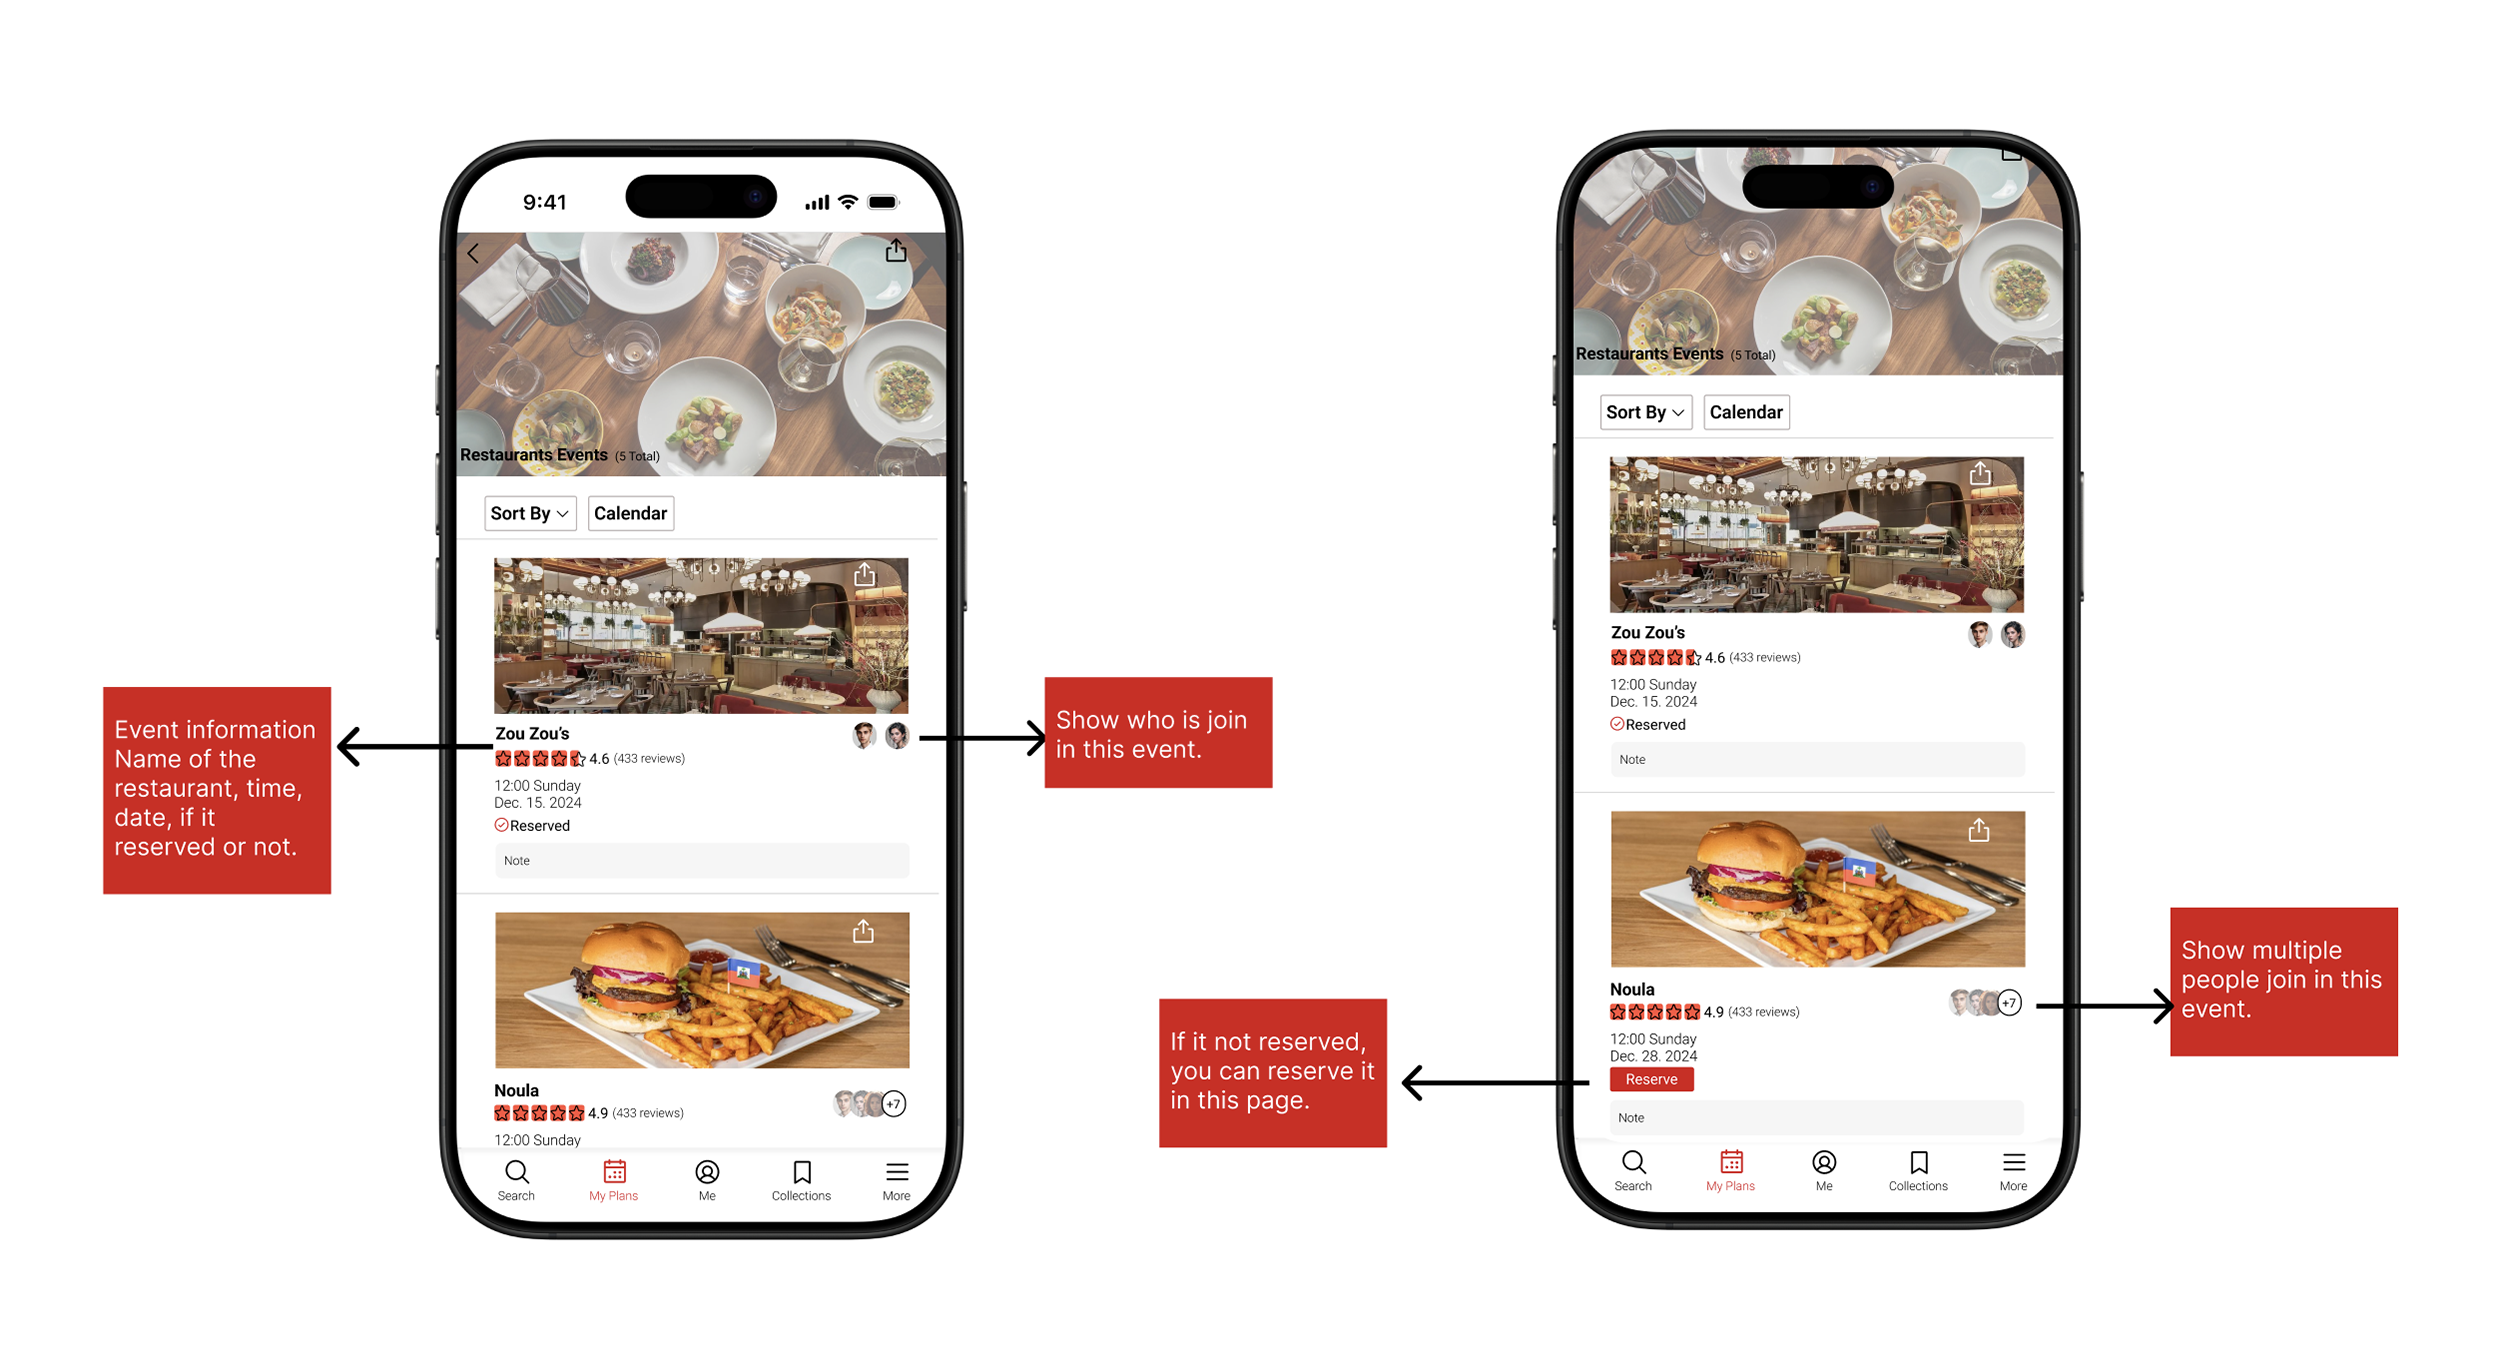 9:41
Restaurants Events (5 Total)
Sort By
Calendar
Zou Zou's
4.6 (433 reviews)
12:00 Sunday
Dec. 15. 2024
Reserved
Note
Noula
+7
4.9 (433 reviews)
12:00 Sunday
Search
My Plans
Me
Collections
More
Event information
Name of the
restaurant, time,
date, if it
reserved or not.
Show who is join
in this event.
Restaurants Events (5 Total)
Sort By
Calendar
Zou Zou's
4.6 (433 reviews)
12:00 Sunday
Dec. 15. 2024
Reserved
Note
Noula
+7
4.9 (433 reviews)
12:00 Sunday
Dec. 28. 2024
Reserve
Note
Search
My Plans
Me
Collections
More
If it not reserved,
you can reserve it
in this page.
Show multiple
people join in this
event.